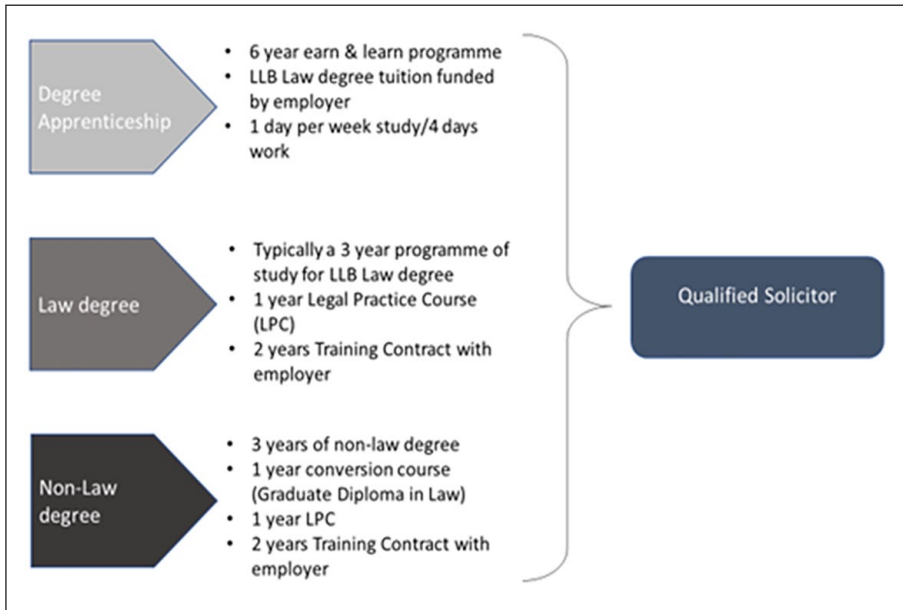 Degree
Apprenticeship
• 6 year earn & learn programme
• LLB Law degree tuition funded
by employer
• 1 day per week study/4 days
work
Law degree
• Typically a 3 year programme of
study for LLB Law degree
• 1 year Legal Practice Course
(LPC)
• 2 years Training Contract with
employer
Non-Law
degree
• 3 years of non-law degree
• 1 year conversion course
(Graduate Diploma in Law)
• 1 year LPC
• 2 years Training Contract with
employer
Qualified Solicitor